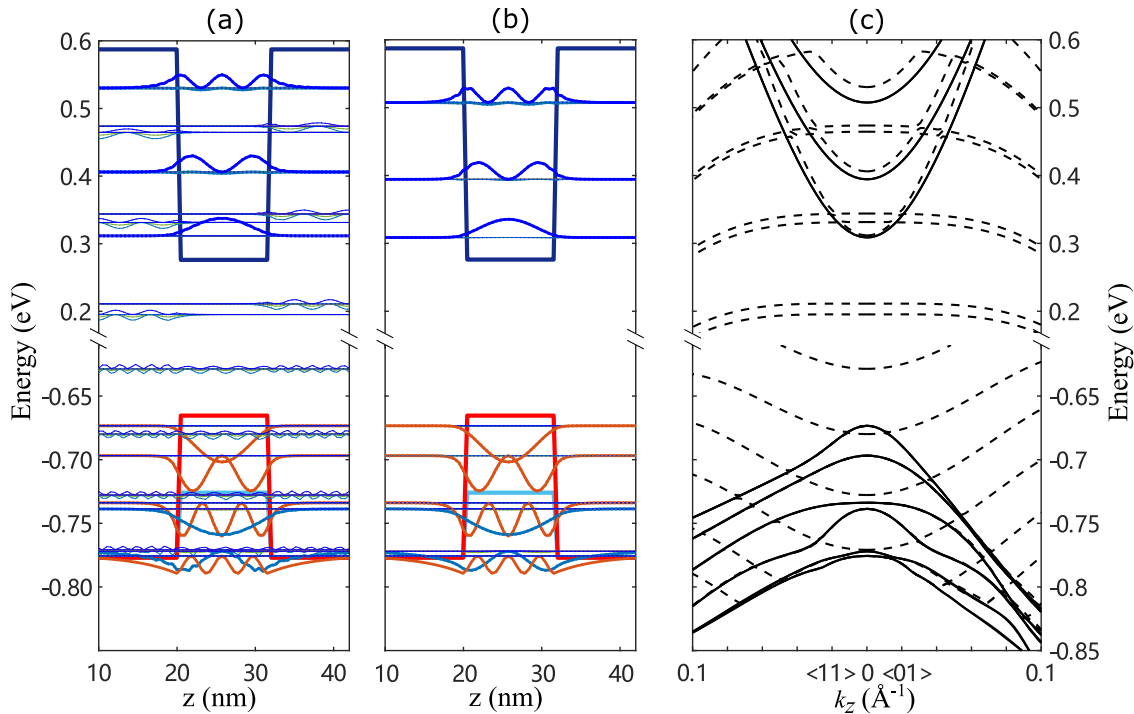 (a) (b) (c)
0.6 0.6
0.5 0.5
0.4 0.4
0.3 0.3
0.2 0.2
Energy (eV) Energy (eV)
-0.65 -0.65
-0.70 -0.7
-0.75 -0.75
-0.80 -0.8
-0.85
10 20 30 40 10 20 30 40 0.1 <11> 0 <01> 0.1
z (nm) z (nm) kz (Å-1)